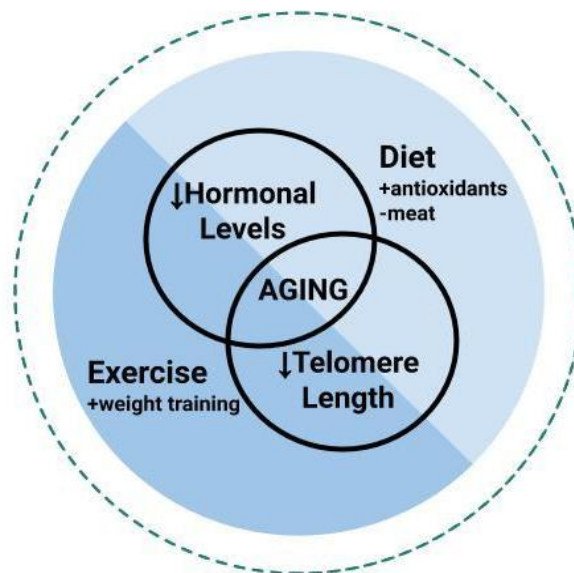 Diet
+antioxidants
-meat
↓Hormonal
Levels
AGING
Exercise
+weight training
↓Telomere
Length